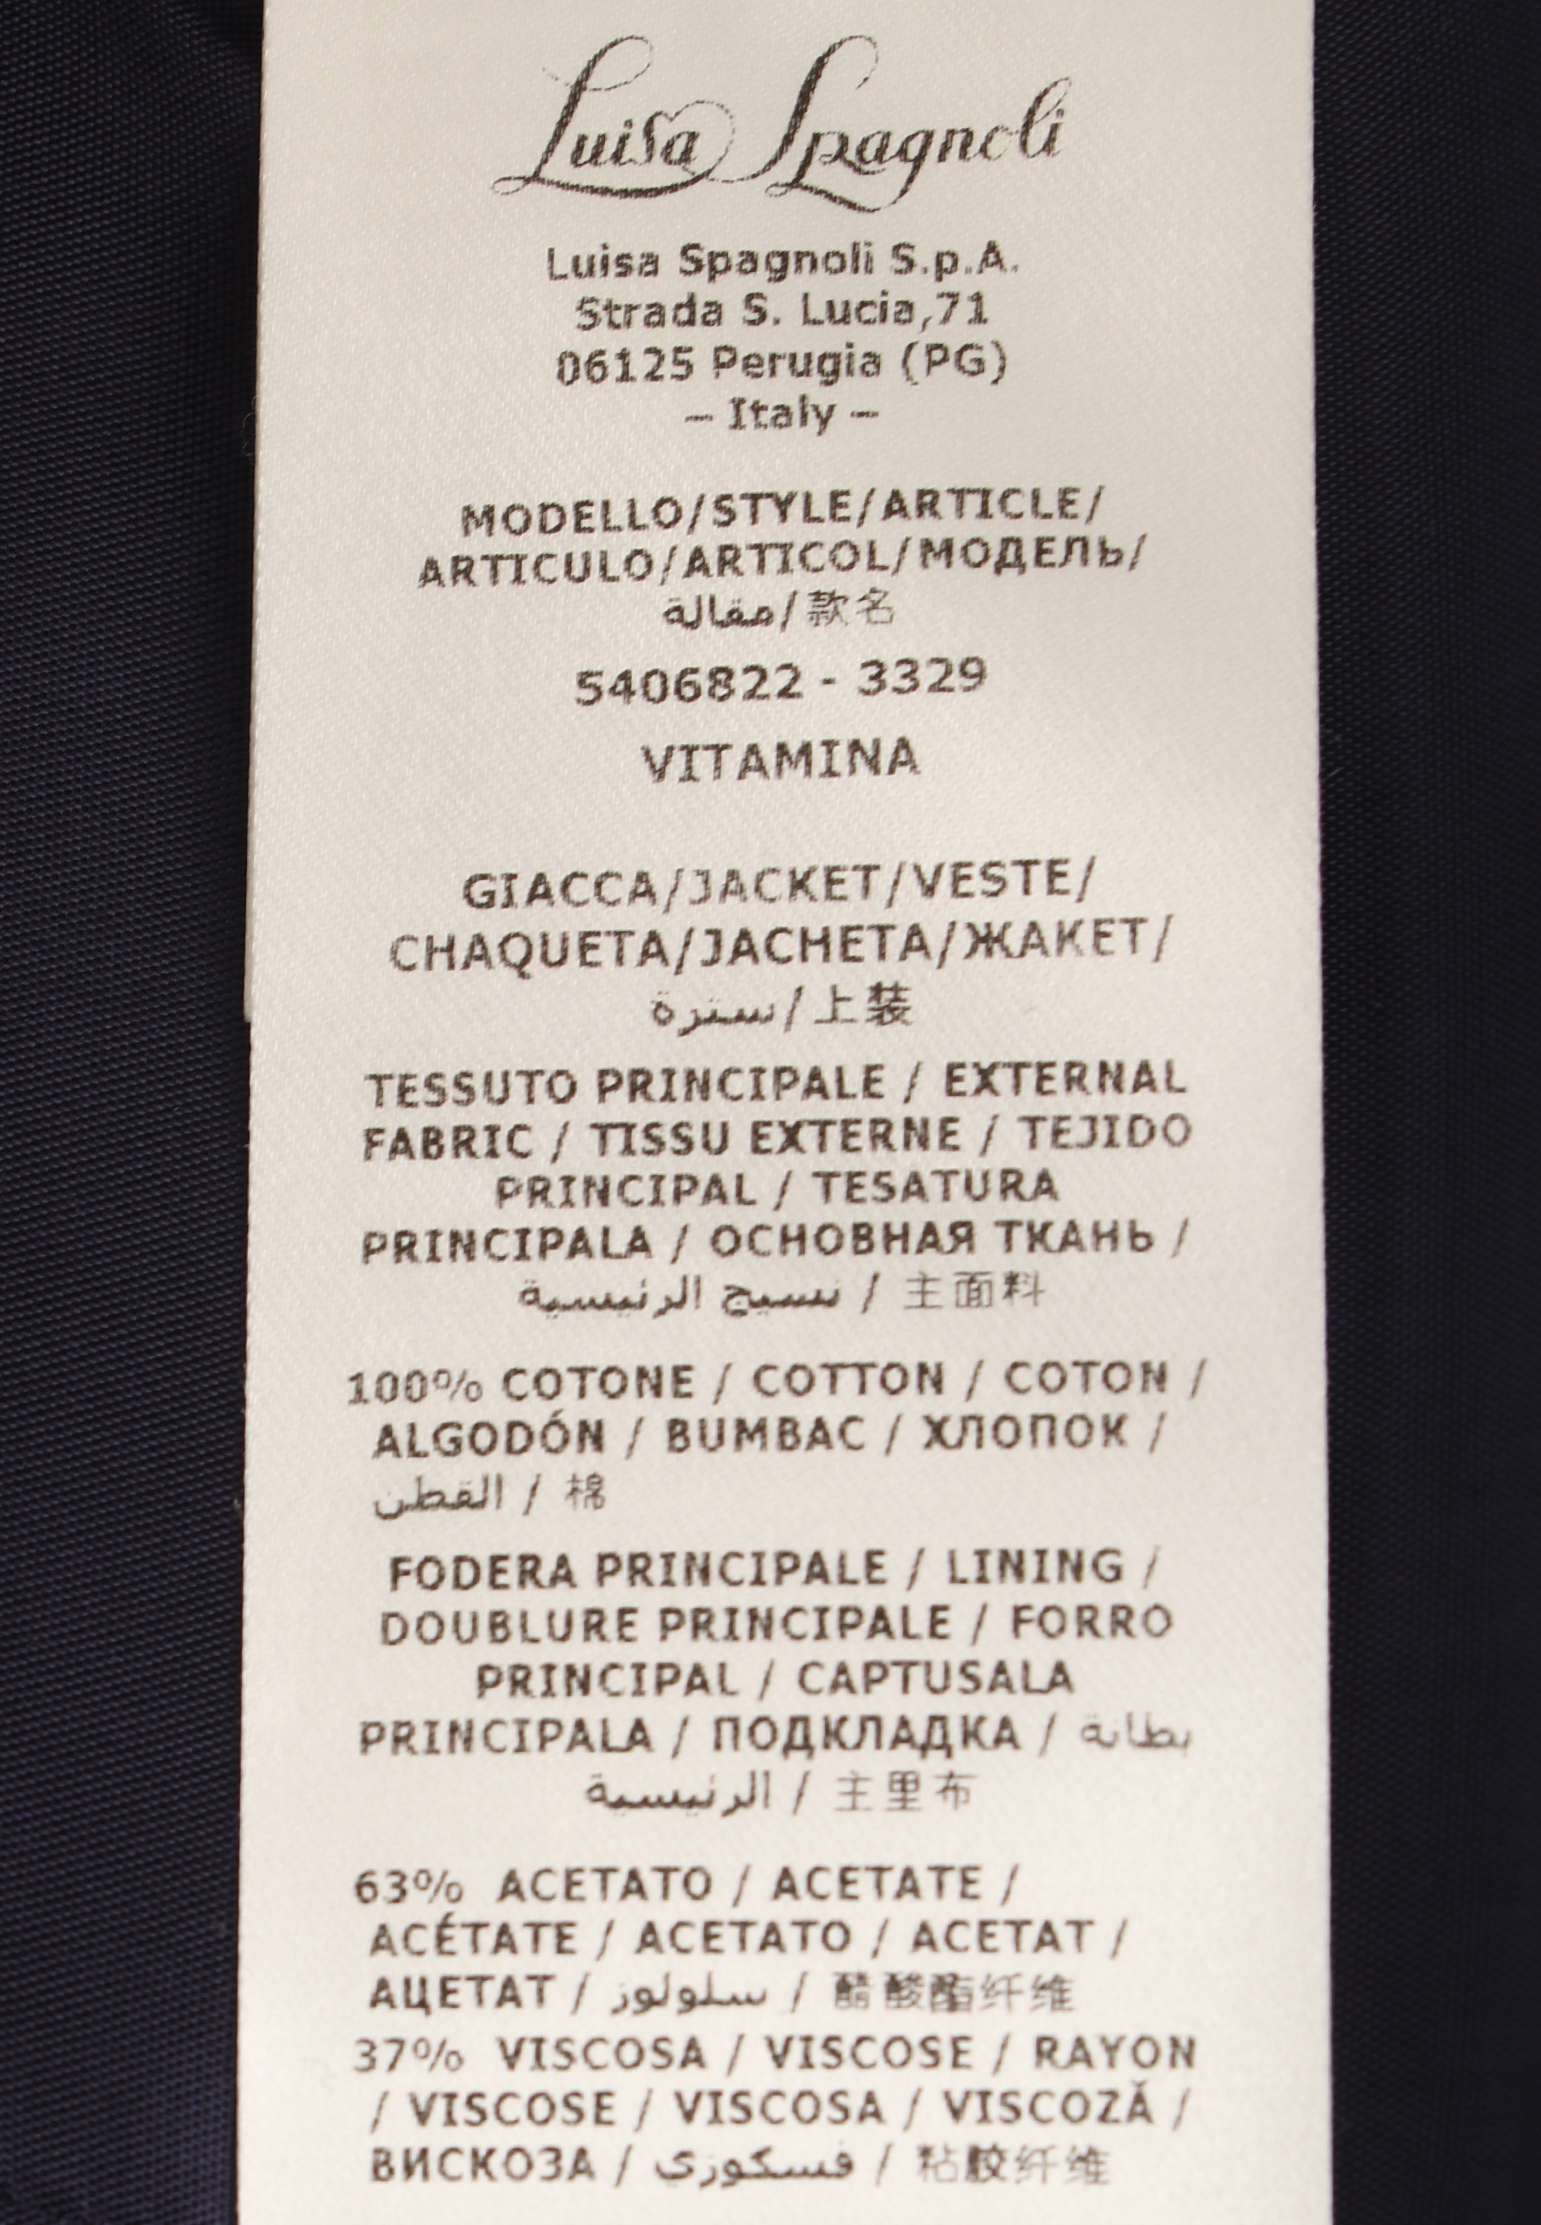 Luisa Spagnoli
Luisa Spagnoli S.p.A.
Strada S. Lucia,71
06125 Perugia (PG)
– Italy –
MODELLO/STYLE/ARTICLE/
ARTICULO/ARTICOL/МОДЕЛЬ/
مقالة/款名
5406822 - 3329
VITAMINA
GIACCA/JACKET/VESTE/
CHAQUETA/JACHETA/ЖАКЕТ/
سترة/上装
TESSUTO PRINCIPALE / EXTERNAL
FABRIC / TISSU EXTERNE / TEJIDO
PRINCIPAL / TESATURA
PRINCIPALA / ОСНОВНАЯ ТКАНЬ /
نسيج الرئيسية / 主面料
100% COTONE / COTTON / COTON /
ALGODÓN / BUMBAC / ХЛОПОК /
القطن / 棉
FODERA PRINCIPALE / LINING /
DOUBLURE PRINCIPALE / FORRO
PRINCIPAL / CAPTUSALA
PRINCIPALA / ПОДКЛАДКА / بطانة
الرئيسية / 主里布
63% ACETATO / ACETATE /
ACÉTATE / ACETATO / ACETAT /
АЦЕТАТ / سلولوز / 醋酸酯纤维
37% VISCOSA / VISCOSE / RAYON
/ VISCOSE / VISCOSA / VISCOZĂ /
ВИСКОЗА / فسكوزي / 粘胶纤维